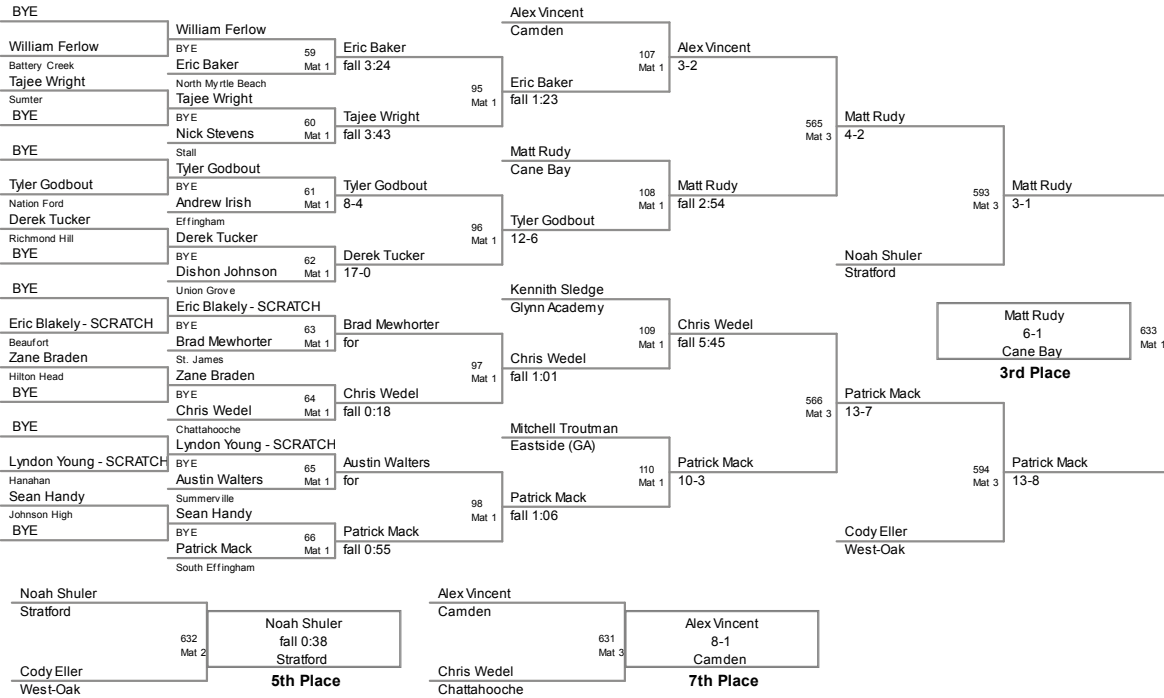 BYE
William Ferlow
Battery Creek
Tajee Wright
Sumter
BYE
BYE
Tyler Godbout
Nation Ford
Derek Tucker
Richmond Hill
BYE
BYE
Eric Blakely - SCRATCH
Beaufort
Zane Braden
Hilton Head
BYE
BYE
Lyndon Young - SCRATCH
Hanahan
Sean Handy
Johnson High
BYE
William Ferlow
BYE
59
Mat 1
Eric Baker
North Myrtle Beach
Tajee Wright
BYE
60
Mat 1
Nick Stevens
Stall
Tyler Godbout
BYE
61
Mat 1
Andrew Irish
Effingham
Derek Tucker
BYE
62
Mat 1
Dishon Johnson
Union Grove
Eric Blakely - SCRATCH
BYE
63
Mat 1
Brad Mewhorter
St. James
Zane Braden
BYE
64
Mat 1
Chris Wedel
Chattahooche
Lyndon Young - SCRATCH
BYE
65
Mat 1
Austin Walters
Summerville
Sean Handy
BYE
66
Mat 1
Patrick Mack
South Effingham
Eric Baker
fall 3:24
95
Mat 1
Tajee Wright
fall 3:43
Tyler Godbout
8-4
96
Mat 1
Derek Tucker
17-0
Brad Mewhorter
for
97
Mat 1
Chris Wedel
fall 0:18
Austin Walters
for
98
Mat 1
Patrick Mack
fall 0:55
Alex Vincent
Camden
107
Mat 1
Eric Baker
fall 1:23
Matt Rudy
Cane Bay
108
Mat 1
Tyler Godbout
12-6
Kennith Sledge
Glynn Academy
109
Mat 1
Chris Wedel
fall 1:01
Mitchell Troutman
Eastside (GA)
110
Mat 1
Patrick Mack
fall 1:06
Alex Vincent
3-2
565
Mat 3
Matt Rudy
fall 2:54
Chris Wedel
fall 5:45
566
Mat 3
Patrick Mack
10-3
Matt Rudy
4-2
593
Mat 3
Noah Shuler
Stratford
Patrick Mack
13-7
594
Mat 3
Cody Eller
West-Oak
Matt Rudy
3-1
Matt Rudy
6-1
Cane Bay
633
Mat 1
3rd Place
Patrick Mack
13-8
Noah Shuler
Stratford
632
Mat 2
Cody Eller
West-Oak
Noah Shuler
fall 0:38
Stratford
5th Place
Alex Vincent
Camden
631
Mat 3
Chris Wedel
Chattahooche
Alex Vincent
8-1
Camden
7th Place